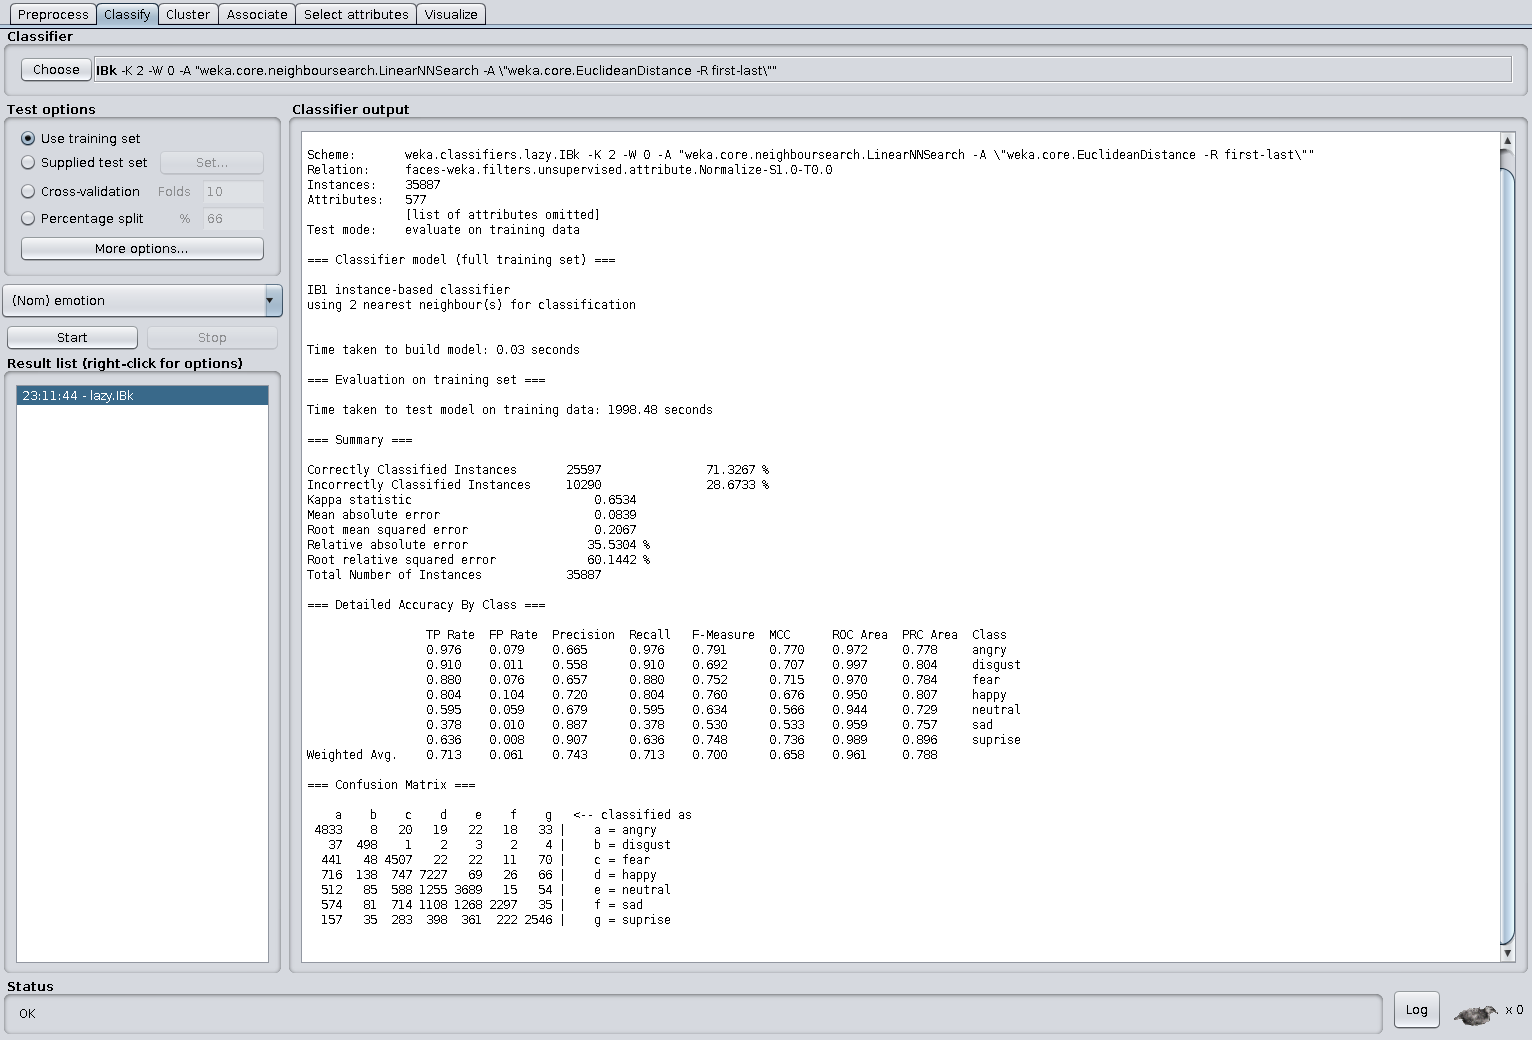 Preprocess Classify Cluster Associate Select attributes Visualize
Classifier
Choose IBk -K 2 -W 0 -A "weka.core.neighboursearch.LinearNNSearch -A \"weka.core.EuclideanDistance -R first-last\""
Test options
Use training set
Supplied test set Set...
Cross-validation Folds 10
Percentage split % 66
More options...
(Nom) emotion
Start Stop
Result list (right-click for options)
23:11:44 - lazy.IBk
Classifier output
Scheme: weka.classifiers.lazy.IBk -K 2 -W 0 -A "weka.core.neighboursearch.LinearNNSearch -A \"weka.core.EuclideanDistance -R first-last\""
Relation: faces-weka.filters.unsupervised.attribute.Normalize-S1.0-T0.0
Instances: 35887
Attributes: 577
[list of attributes omitted]
Test mode: evaluate on training data
=== Classifier model (full training set) ===
IB1 instance-based classifier
using 2 nearest neighbour(s) for classification
Time taken to build model: 0.03 seconds
=== Evaluation on training set ===
Time taken to test model on training data: 1998.48 seconds
=== Summary ===
Correctly Classified Instances 25597 71.3267 %
Incorrectly Classified Instances 10290 28.6733 %
Kappa statistic 0.6534
Mean absolute error 0.0839
Root mean squared error 0.2067
Relative absolute error 35.5304 %
Root relative squared error 60.1442 %
Total Number of Instances 35887
=== Detailed Accuracy By Class ===
TP Rate FP Rate Precision Recall F-Measure MCC ROC Area PRC Area Class
0.976 0.079 0.665 0.976 0.791 0.770 0.972 0.778 angry
0.910 0.011 0.558 0.910 0.692 0.707 0.997 0.804 disgust
0.880 0.076 0.657 0.880 0.752 0.715 0.970 0.784 fear
0.804 0.104 0.720 0.804 0.760 0.676 0.950 0.807 happy
0.595 0.059 0.679 0.595 0.634 0.566 0.944 0.729 neutral
0.378 0.010 0.887 0.378 0.530 0.533 0.959 0.757 sad
0.636 0.008 0.907 0.636 0.748 0.736 0.989 0.896 suprise
Weighted Avg. 0.713 0.061 0.743 0.713 0.700 0.658 0.961 0.788
=== Confusion Matrix ===
a b c d e f g <-- classified as
4833 8 20 19 22 18 33 | a = angry
37 498 1 2 3 2 4 | b = disgust
441 48 4507 22 22 11 70 | c = fear
716 138 747 7227 69 26 66 | d = happy
512 85 588 1255 3689 15 54 | e = neutral
574 81 714 1108 1268 2297 35 | f = sad
157 35 283 398 361 222 2546 | g = suprise
Status
OK
Log x 0